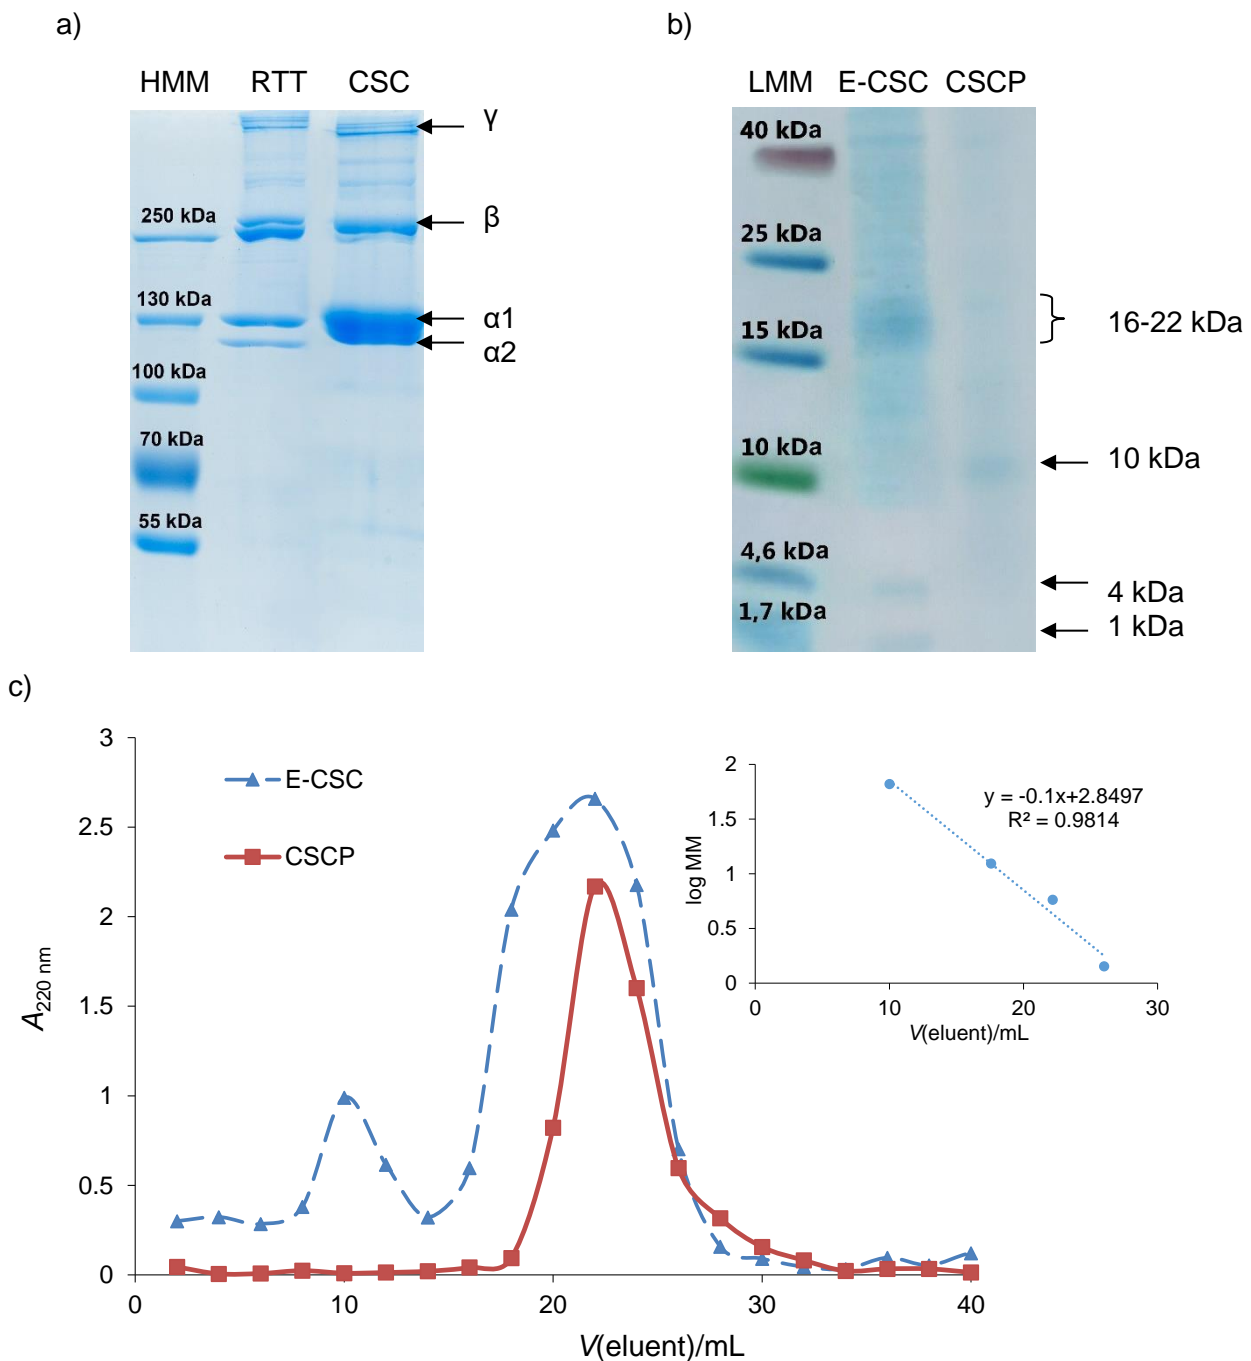 a)
HMM RTT CSC
γ
250 kDa
β
130 kDa
α1
α2
100 kDa
70 kDa
55 kDa
b)
LMM E-CSC CSCP
40 kDa
25 kDa
15 kDa
16-22 kDa
10 kDa
10 kDa
4,6 kDa
4 kDa
1,7 kDa
1 kDa
c)
3
2.5
2
1.5
1
0.5
0
A220 nm
E-CSC
CSCP
0 10 20 30 40
V(eluent)/mL
2
1.5
1
0.5
0
log MM
y = -0.1x+2.8497
R² = 0.9814
0 10 20 30
V(eluent)/mL